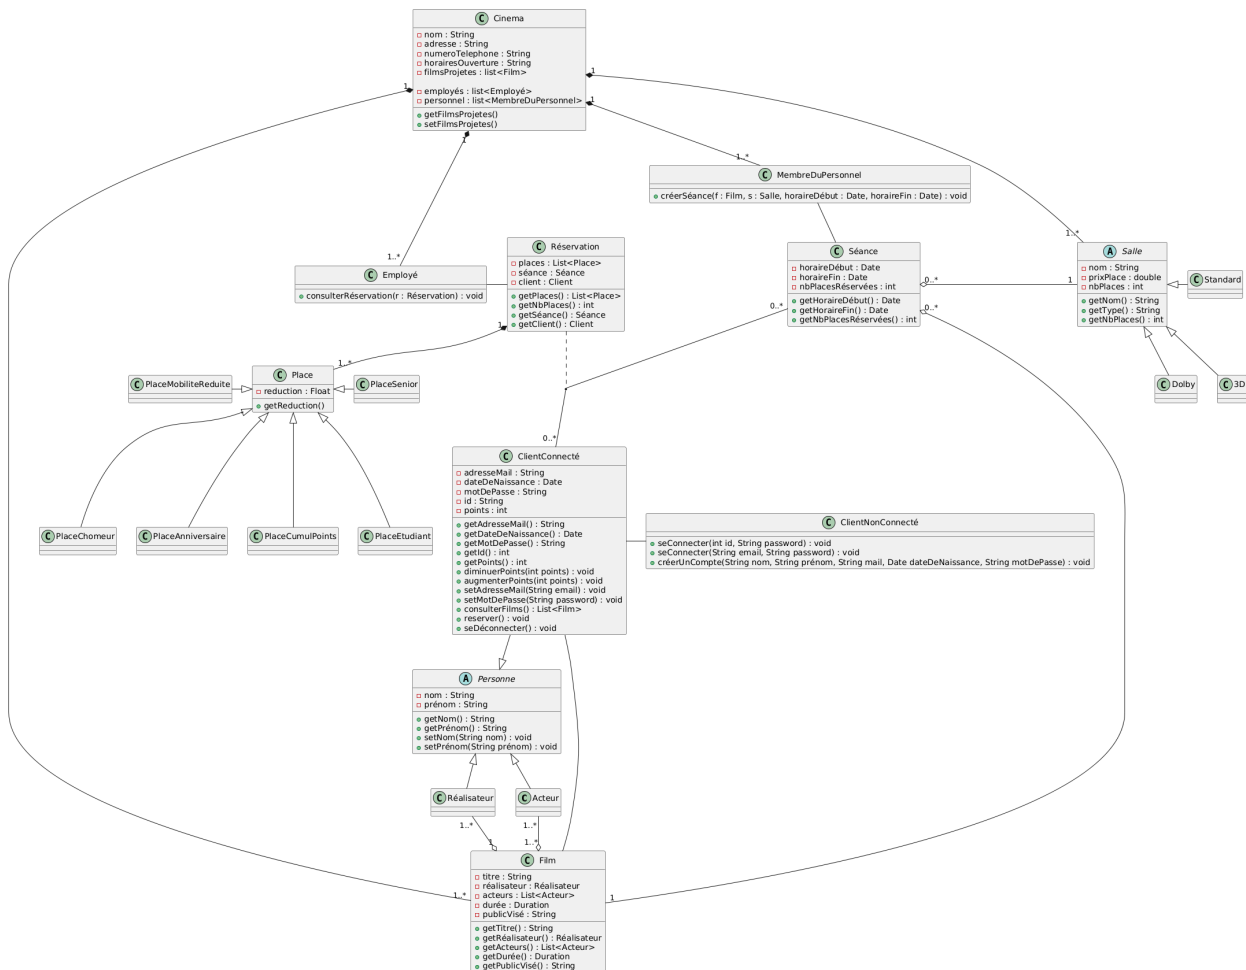 C Cinema
nom : String
adresse : String
numeroTelephone : String
horairesOuverture : String
filmsProjetes : list<Film>
employés : list<Employé>
personnel : list<MembreDuPersonnel>
getFilmsProjetes()
setFilmsProjetes()
1
1
1
1
1..*
1..*
1..*
C MembreDuPersonnel
créerSéance(f : Film, s : Salle, horaireDébut : Date, horaireFin : Date) : void
C Employé
consulterRéservation(r : Réservation) : void
C Réservation
places : List<Place>
séance : Séance
client : Client
getPlaces() : List<Place>
getNbPlaces() : int
getSéance() : Séance
getClient() : Client
1
1..*
C Séance
horaireDébut : Date
horaireFin : Date
nbPlacesRéservées : int
getHoraireDébut() : Date
getHoraireFin() : Date
getNbPlacesRéservées() : int
0..*
0..*
0..*
1
A Salle
nom : String
prixPlace : double
nbPlaces : int
getNom() : String
getType() : String
getNbPlaces() : int
C Standard
C Dolby
C 3D
C PlaceMobiliteReduite
C Place
reduction : Float
getReduction()
C PlaceSenior
C PlaceChomeur
C PlaceAnniversaire
C PlaceCumulPoints
C PlaceEtudiant
0..*
C ClientConnecté
adresseMail : String
dateDeNaissance : Date
motDePasse : String
id : String
points : int
getAdresseMail() : String
getDateDeNaissance() : Date
getMotDePasse() : String
getId() : int
getPoints() : int
diminuerPoints(int points) : void
augmenterPoints(int points) : void
setAdresseMail(String email) : void
setMotDePasse(String password) : void
consulterFilms() : List<Film>
reserver() : void
seDéconnecter() : void
C ClientNonConnecté
seConnecter(int id, String password) : void
seConnecter(String email, String password) : void
créerUnCompte(String nom, String prénom, String mail, Date dateDeNaissance, String motDePasse) : void
A Personne
nom : String
prénom : String
getNom() : String
getPrénom() : String
setNom(String nom) : void
setPrénom(String prénom) : void
C Réalisateur
C Acteur
1..*
1..*
1
1..*
1..*
1
C Film
titre : String
réalisateur : Réalisateur
acteurs : List<Acteur>
durée : Duration
publicVisé : String
getTitre() : String
getRéalisateur() : Réalisateur
getActeurs() : List<Acteur>
getDurée() : Duration
getPublicVisé() : String